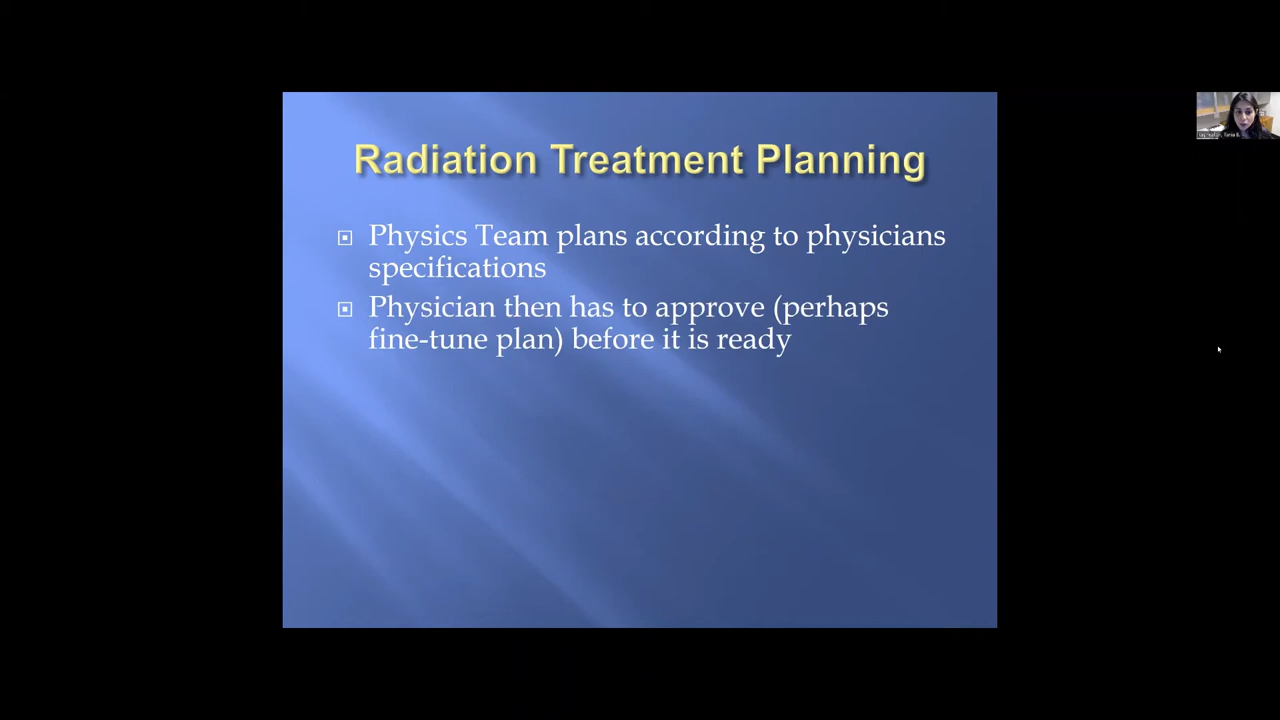 Radiation Treatment Planning
Physics Team plans according to physicians
specifications
Physician then has to approve (perhaps
fine-tune plan) before it is ready